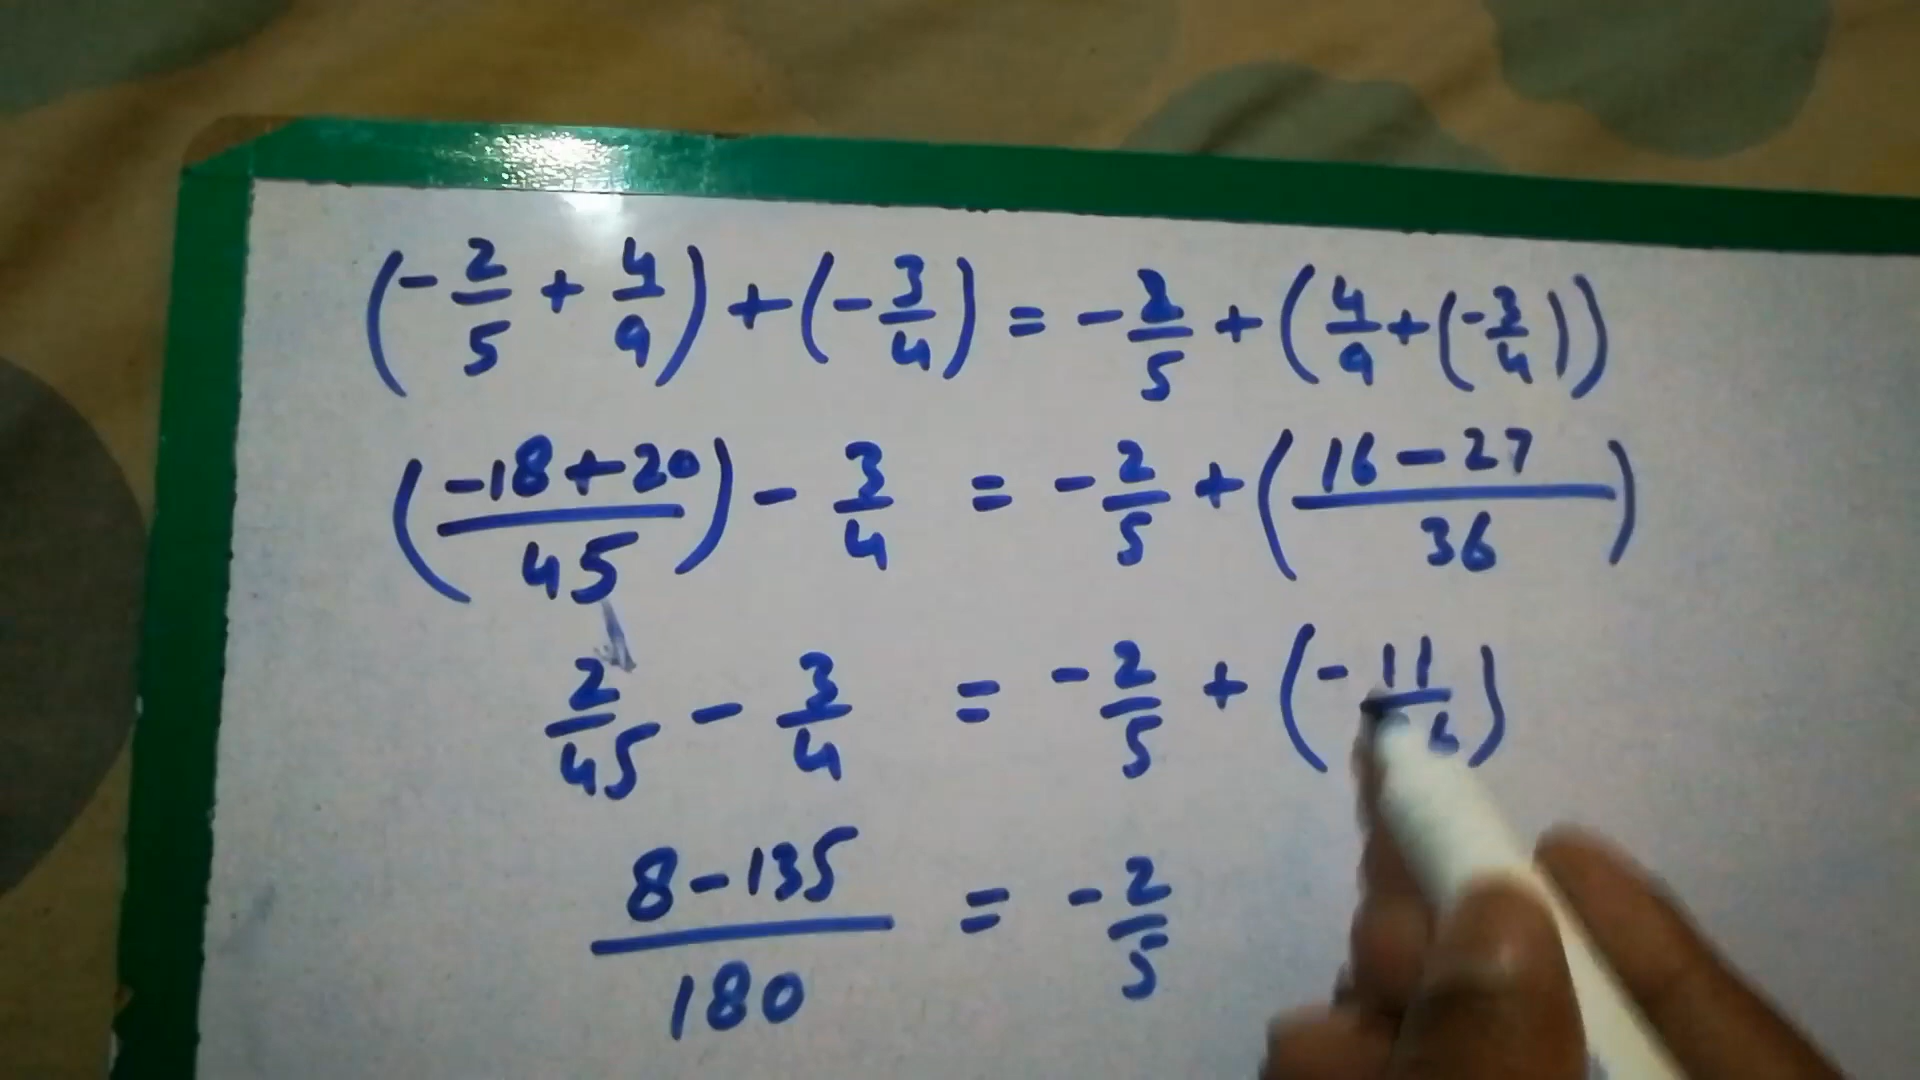 (-2/5 + 4/9) + (-3/4) = -2/5 + (4/9 + (-3/4))
(-18+20/45) - 3/4 = -2/5 + (16-27/36)
2/45 - 3/4 = -2/5 + (-11/36)
8-135/180 = -2/5